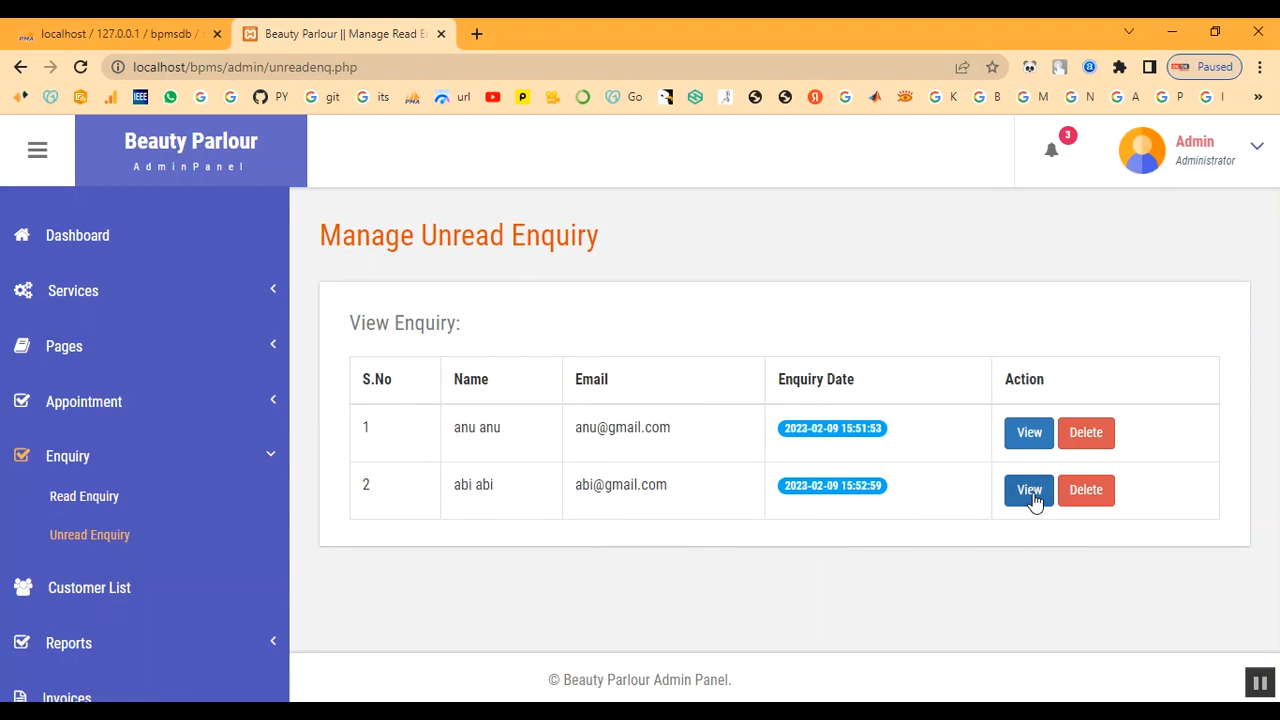 localhost / 127.0.0.1 / bpmsdb /
Beauty Parlour || Manage Read E
localhost/bpms/admin/unreadenq.php
Paused
IEEE
PY
git
its
PMA
url
Go
K
B
M
N
A
P
I
»
Beauty Parlour
AdminPanel
3
Admin
Administrator
Dashboard
Services
Pages
Appointment
Enquiry
Read Enquiry
Unread Enquiry
Customer List
Reports
Invoices
Manage Unread Enquiry
View Enquiry:
S.No Name Email Enquiry Date Action
1 anu anu anu@gmail.com 2023-02-09 15:51:53 View Delete
2 abi abi abi@gmail.com 2023-02-09 15:52:59 View Delete
© Beauty Parlour Admin Panel.